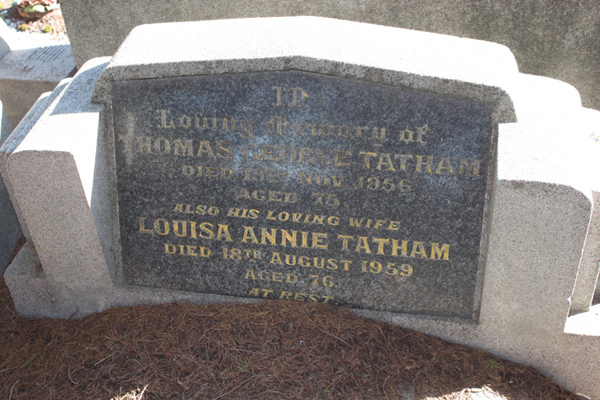 In
Loving Memory of
THOMAS GEORGE TATHAM
DIED NOV 1956
AGED 75
ALSO HIS LOVING WIFE
LOUISA ANNIE TATHAM
DIED 18TH AUGUST 1959
AGED 76
AT REST